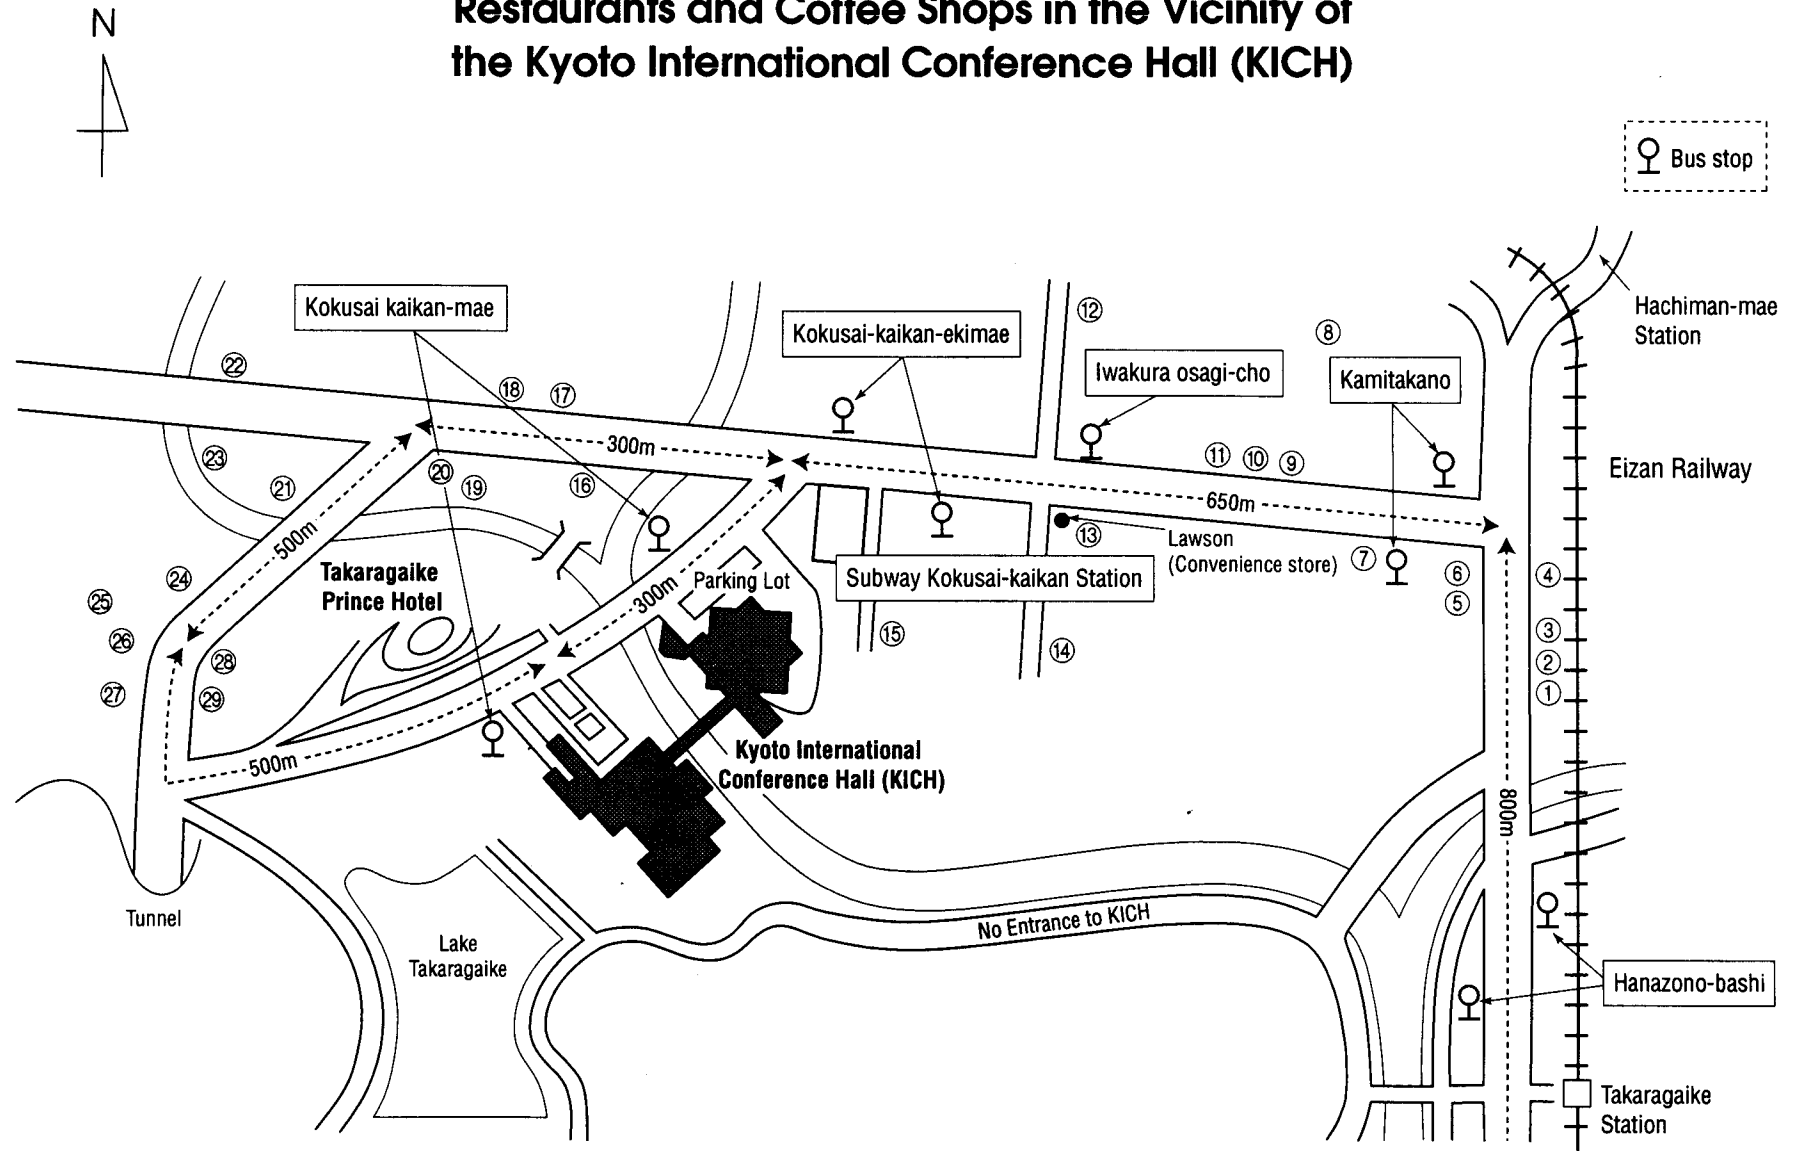 Restaurants and Coffee Shops in the Vicinity of
the Kyoto International Conference Hall (KICH)
N
Bus stop
Hachiman-mae
Station
Kokusai kaikan-mae
Kokusai-kaikan-ekimae
⑫
⑧
Iwakura osagi-cho
Kamitakano
㉒
⑱ ⑰
300m
⑪ ⑩ ⑨
Eizan Railway
㉓
㉑
⑳ ⑲
⑯
650m
500m
⑬
Lawson
(Convenience store)
⑦
⑥
⑤
④
Takaragaike
Prince Hotel
㉔
㉕
㉖
㉗
㉘
㉙
300m
Parking Lot
Subway Kokusai-kaikan Station
⑮
⑭
③
②
①
500m
Kyoto International
Conference Hall (KICH)
800m
Tunnel
Lake
Takaragaike
No Entrance to KICH
Hanazono-bashi
Takaragaike
Station